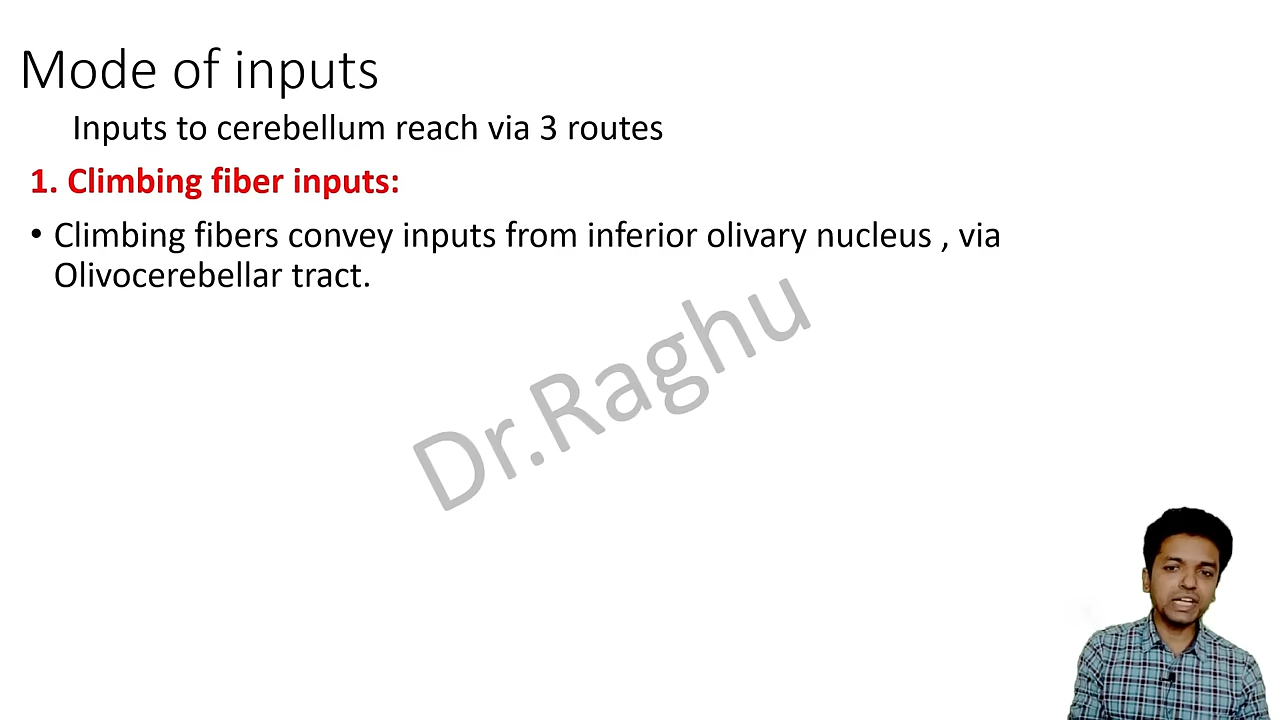 Mode of inputs
Inputs to cerebellum reach via 3 routes
1. Climbing fiber inputs:
• Climbing fibers convey inputs from inferior olivary nucleus , via
Olivocerebellar tract.
Dr.Raghu